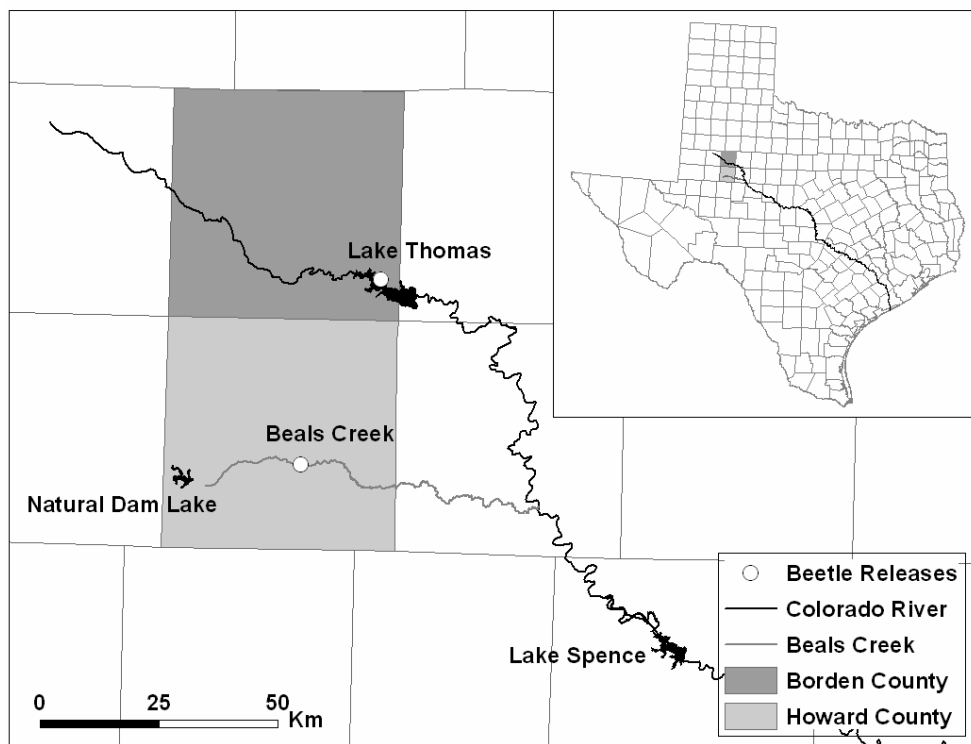 Lake Thomas
Beals Creek
Natural Dam Lake
Lake Spence
0 25 50
Km
Beetle Releases
Colorado River
Beals Creek
Borden County
Howard County